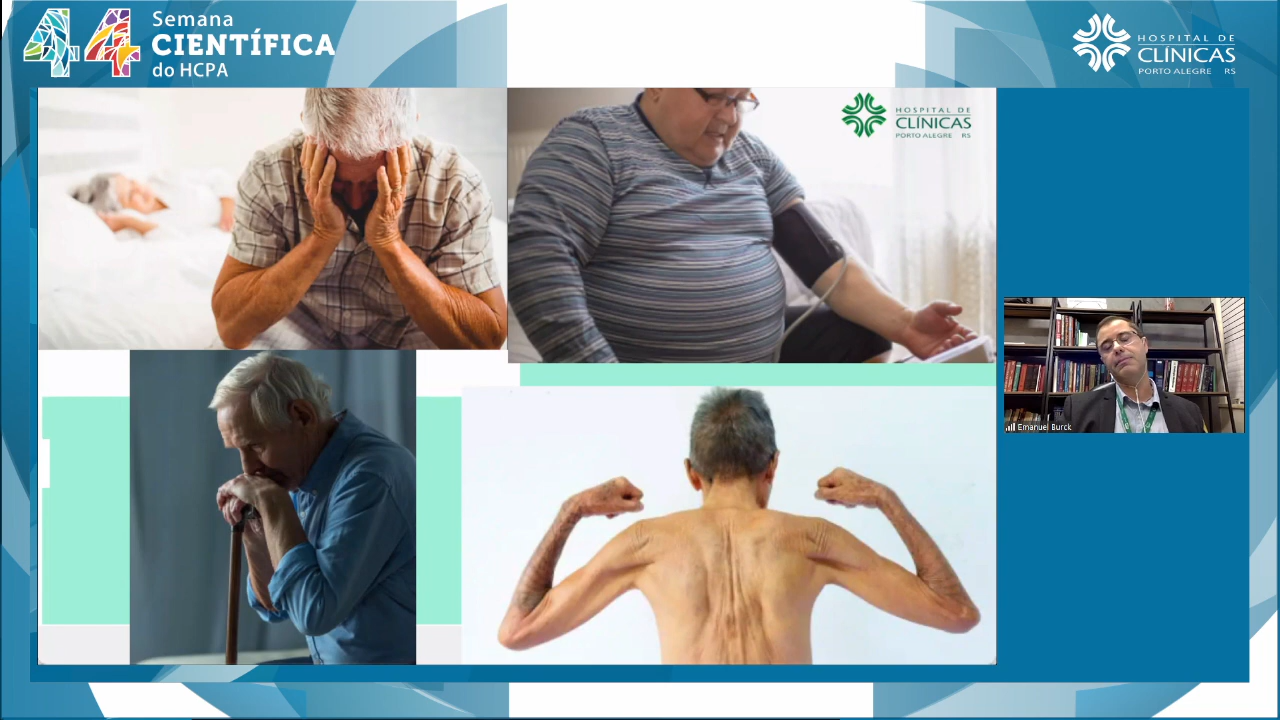 44
Semana
CIENTÍFICA
do HCPA
HOSPITAL DE
CLÍNICAS
PORTO ALEGRE RS
HOSPITAL DE
CLÍNICAS
PORTO ALEGRE RS
Emanuel Burck